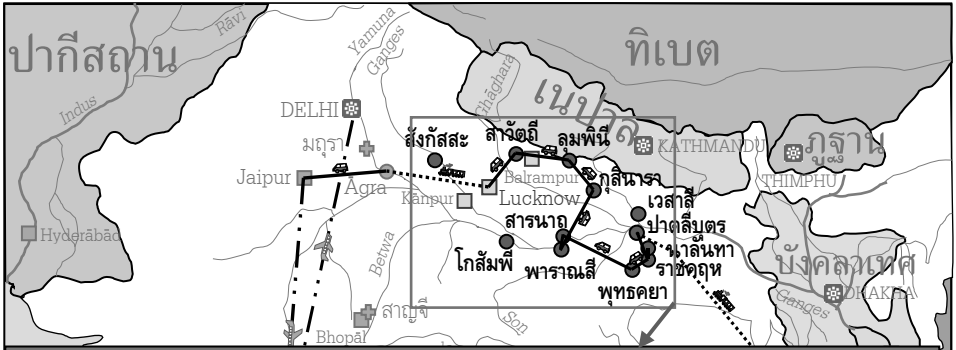 ปากีสถาน
Indus
Rāvi
Yamuna
Ganges
Ghāghara
ทิเบต
เนปาล
DELHI
มถุรา
สังกัสสะ
สาวัตถี
ลุมพินี
KATHMANDU
ภูฐาน
THIMPHU
Jaipur
Agra
Balrampur
Lucknow
Kānpur
กุสินารา
เวสาลี
ปาตลีบุตร
นาลันทา
ราชคฤห
Hyderābād
Betwa
สารนาถ
โกสัมพี
พาราณสี
พุทธคยา
บังคลาเทศ
DHAKHA
Ganges
สาญจี
Bhopāl
Son